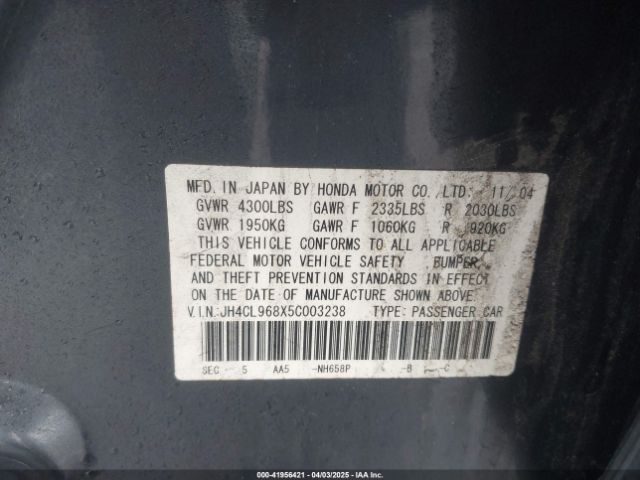 MFD. IN JAPAN BY HONDA MOTOR CO., LTD. 11/04
GVWR 4300LBS GAWR F 2335LBS R 2030LBS
GVWR 1950KG GAWR F 1060KG R 920KG
THIS VEHICLE CONFORMS TO ALL APPLICABLE
FEDERAL MOTOR VEHICLE SAFETY, BUMPER,
AND THEFT PREVENTION STANDARDS IN EFFECT
ON THE DATE OF MANUFACTURE SHOWN ABOVE.
V.I.N: JH4CL968X5C003238 TYPE: PASSENGER CAR
SEC 5 AA5 -NH658P -B - C
© - 41956421 - 04/03/2025 - IAA Inc.